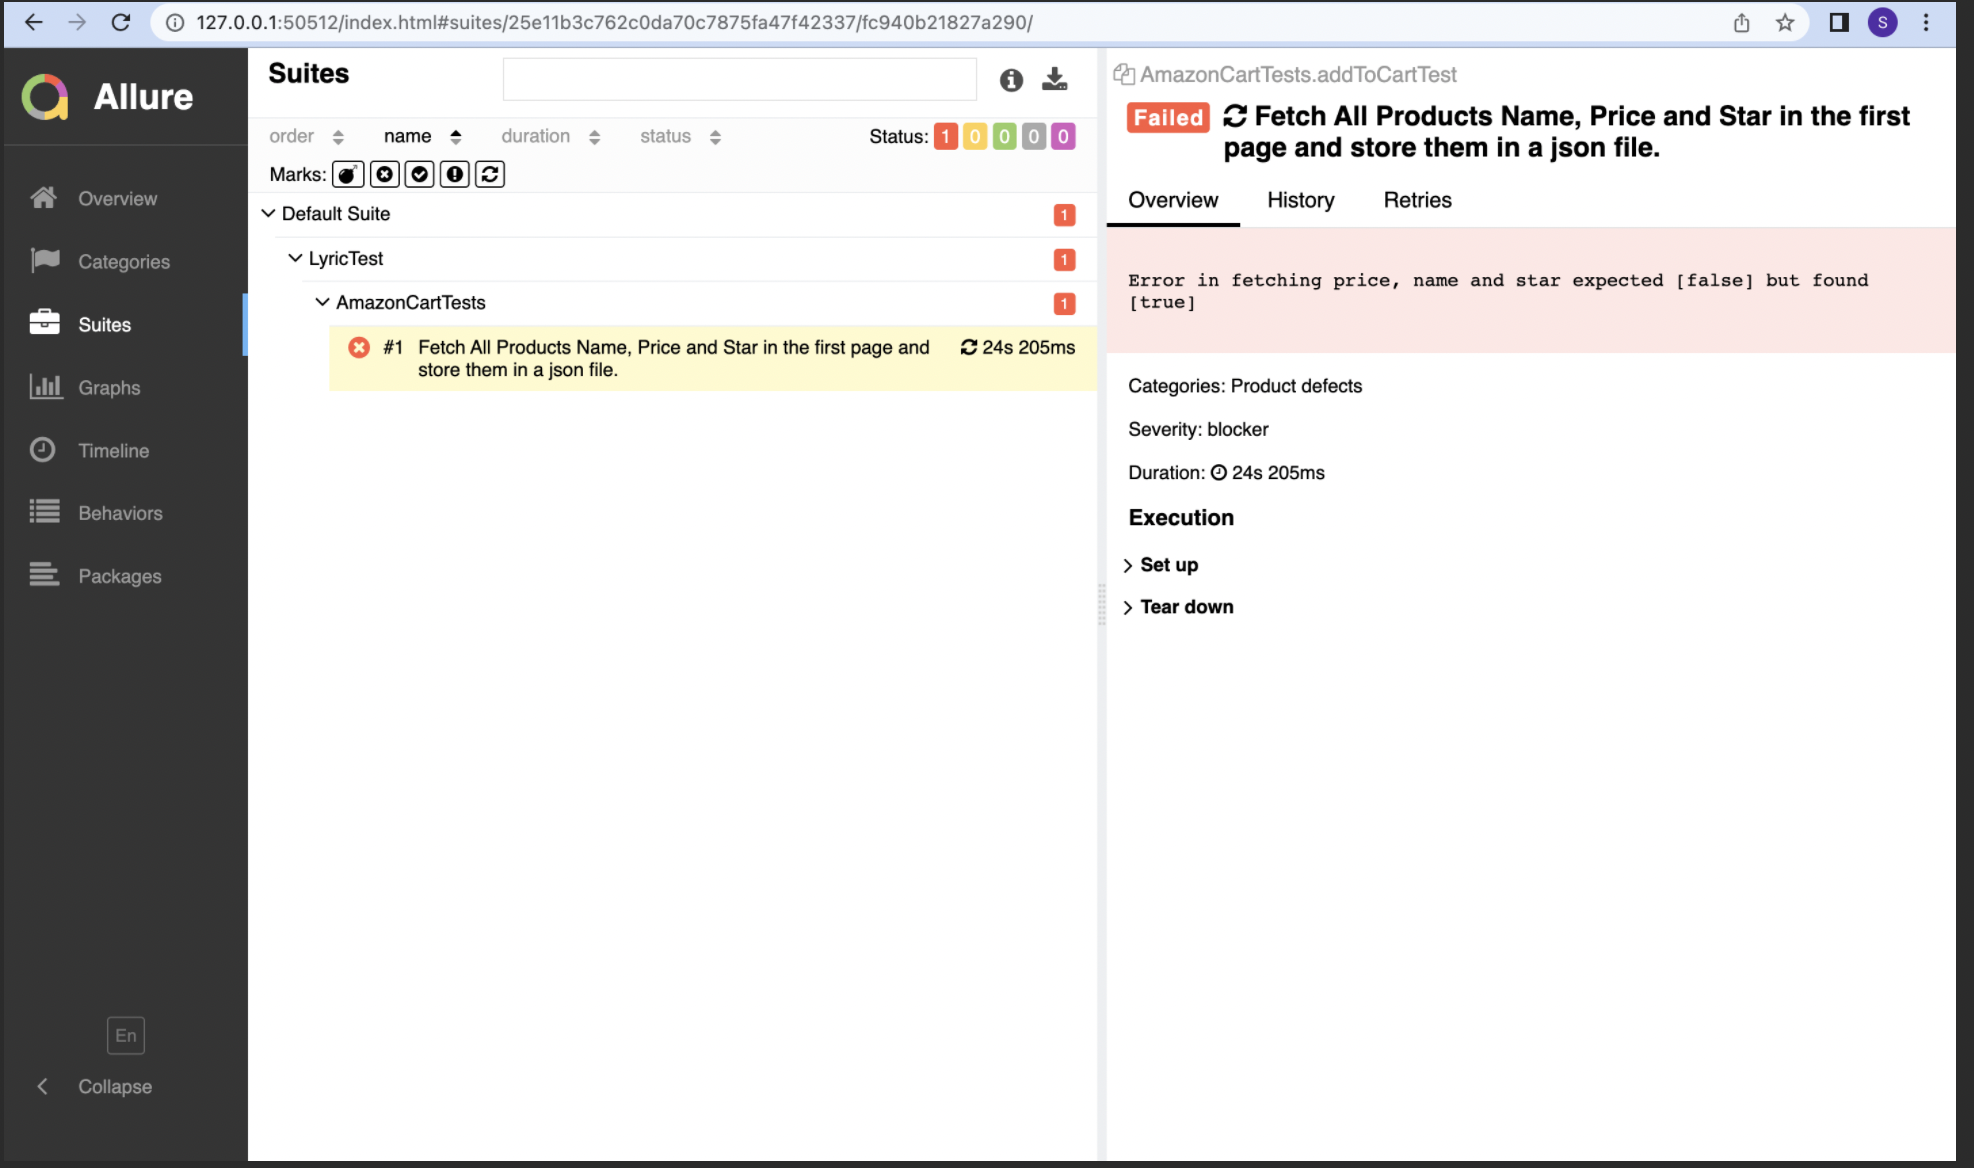 127.0.0.1:50512/index.html#suites/25e11b3c762c0da70c7875fa47f42337/fc940b21827a290/
S
Allure
Overview
Categories
Suites
Graphs
Timeline
Behaviors
Packages
En
Collapse
Suites
order name duration status Status: 1 0 0 0 0
Marks:
Default Suite 1
LyricTest 1
AmazonCartTests 1
#1 Fetch All Products Name, Price and Star in the first page and 24s 205ms
store them in a json file.
AmazonCartTests.addToCartTest
Failed Fetch All Products Name, Price and Star in the first
page and store them in a json file.
Overview History Retries
Error in fetching price, name and star expected [false] but found
[true]
Categories: Product defects
Severity: blocker
Duration: 24s 205ms
Execution
Set up
Tear down